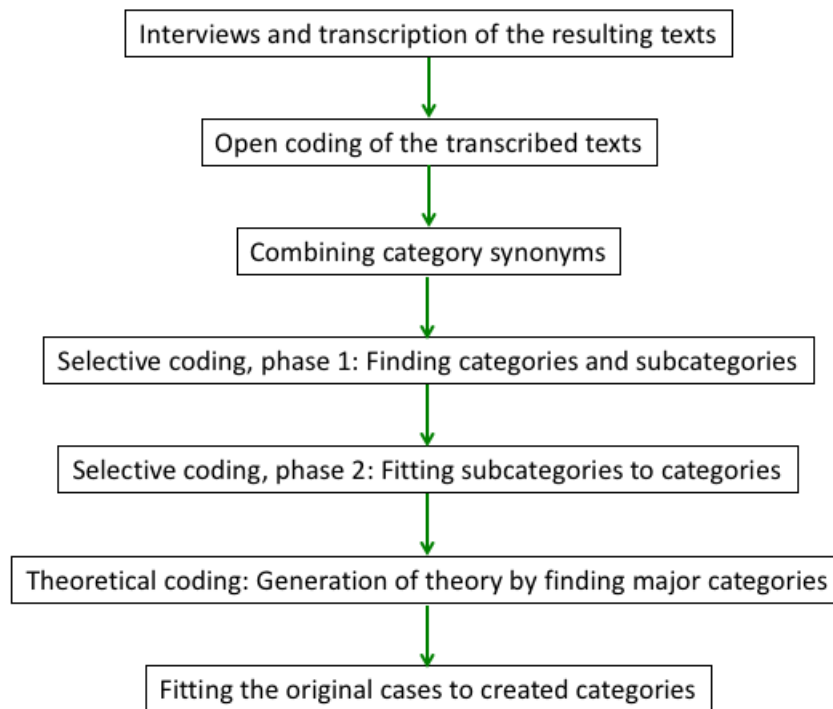 Interviews and transcription of the resulting texts
Open coding of the transcribed texts
Combining category synonyms
Selective coding, phase 1: Finding categories and subcategories
Selective coding, phase 2: Fitting subcategories to categories
Theoretical coding: Generation of theory by finding major categories
Fitting the original cases to created categories